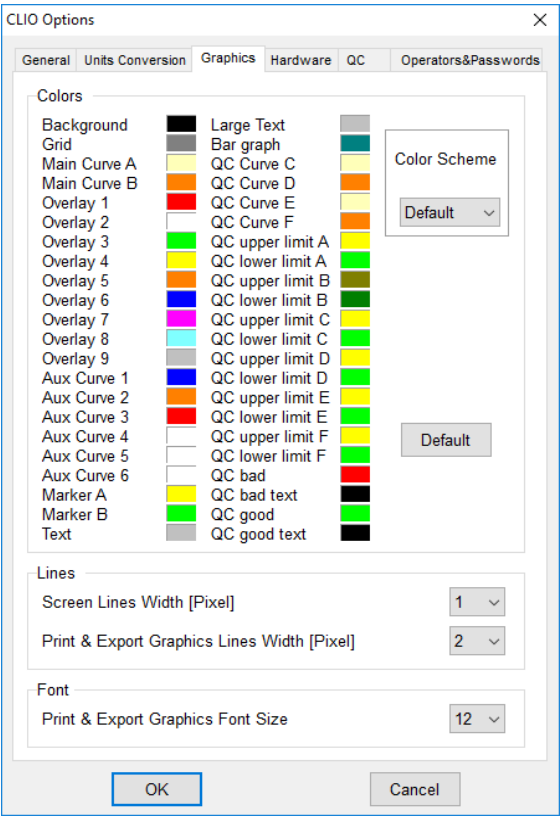 CLIO Options
General Units Conversion Graphics Hardware QC Operators&Passwords
Colors
Background Large Text
Grid Bar graph
Main Curve A QC Curve C
Main Curve B QC Curve D
Overlay 1 QC Curve E
Overlay 2 QC Curve F
Overlay 3 QC upper limit A
Overlay 4 QC lower limit A
Overlay 5 QC upper limit B
Overlay 6 QC lower limit B
Overlay 7 QC upper limit C
Overlay 8 QC lower limit C
Overlay 9 QC upper limit D
Aux Curve 1 QC lower limit D
Aux Curve 2 QC upper limit E
Aux Curve 3 QC lower limit E
Aux Curve 4 QC upper limit F
Aux Curve 5 QC lower limit F
Aux Curve 6 QC bad
Marker A QC bad text
Marker B QC good
Text QC good text
Color Scheme
Default
Default
Lines
Screen Lines Width [Pixel] 1
Print & Export Graphics Lines Width [Pixel] 2
Font
Print & Export Graphics Font Size 12
OK Cancel